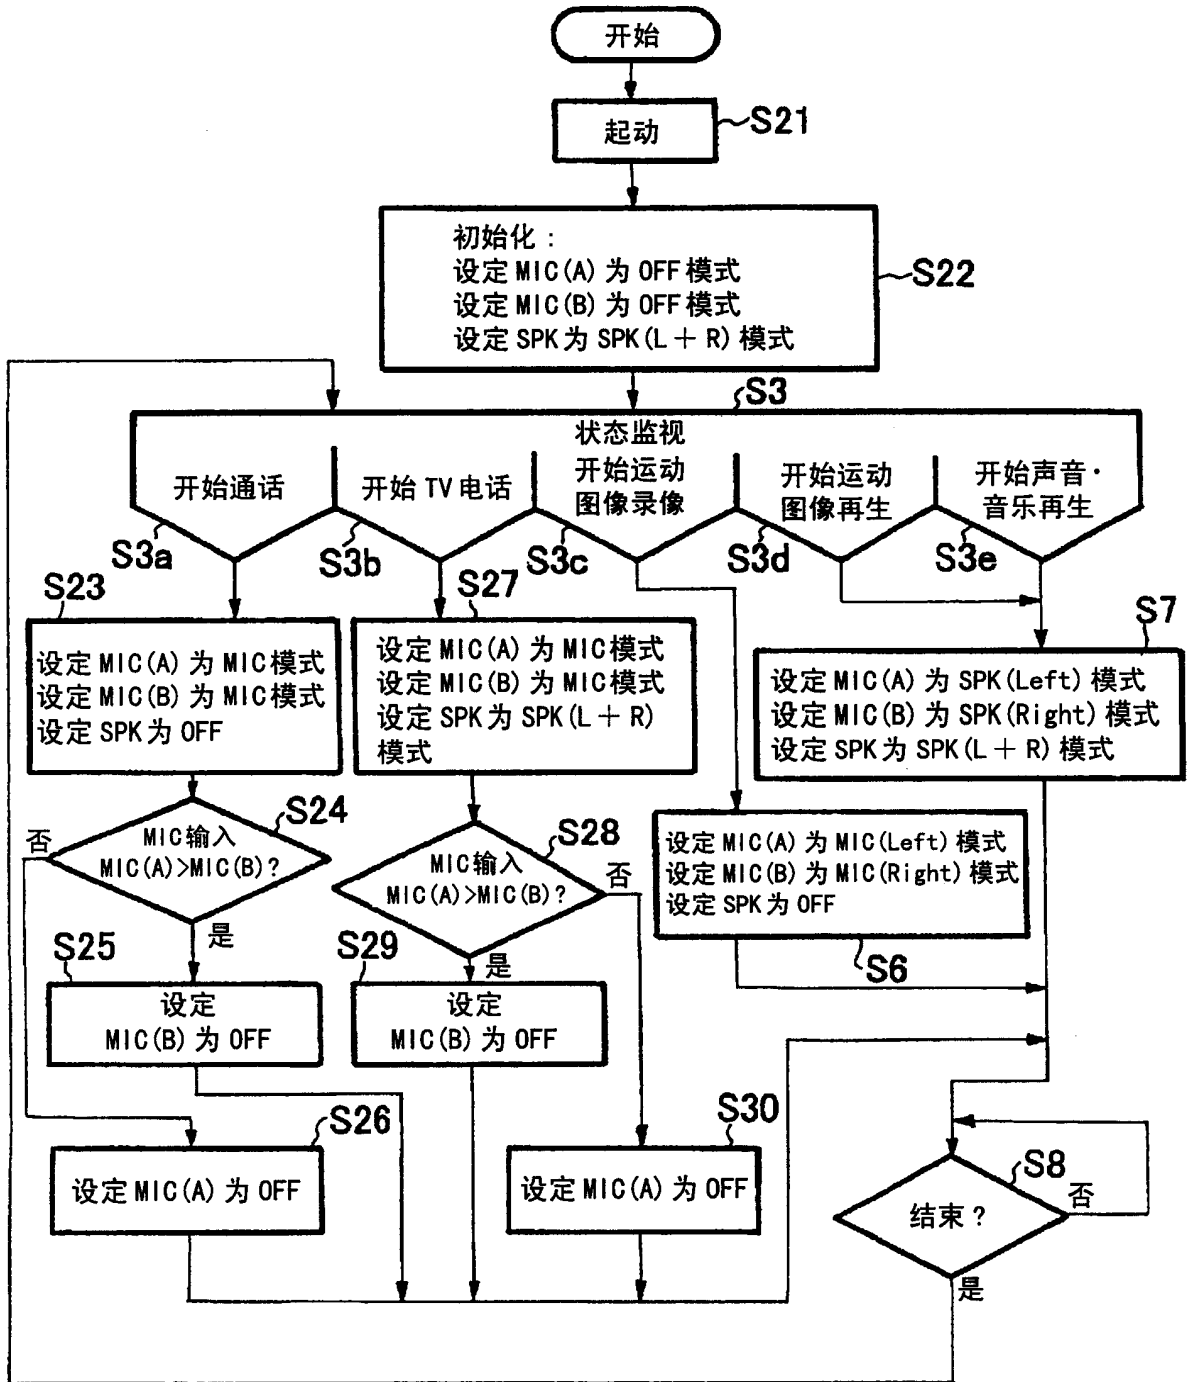 开始
起动
S21
初始化：
设定 MIC(A) 为 OFF 模式
设定 MIC(B) 为 OFF 模式
设定 SPK 为 SPK(L＋R) 模式
S22
S3
状态监视
开始通话
开始 TV 电话
开始运动
图像录像
开始运动
图像再生
开始声音·
音乐再生
S3a
S3b
S3c
S3d
S3e
S23
设定 MIC(A) 为 MIC 模式
设定 MIC(B) 为 MIC 模式
设定 SPK 为 OFF
S27
设定 MIC(A) 为 MIC 模式
设定 MIC(B) 为 MIC 模式
设定 SPK 为 SPK(L＋R)
模式
S7
设定 MIC(A) 为 SPK(Left) 模式
设定 MIC(B) 为 SPK(Right) 模式
设定 SPK 为 SPK(L＋R) 模式
S24
MIC 输入
MIC(A)>MIC(B)?
否
是
S28
MIC 输入
MIC(A)>MIC(B)?
否
是
设定 MIC(A) 为 MIC(Left) 模式
设定 MIC(B) 为 MIC(Right) 模式
设定 SPK 为 OFF
S6
S25
设定
MIC(B) 为 OFF
S29
设定
MIC(B) 为 OFF
S26
设定 MIC(A) 为 OFF
S30
设定 MIC(A) 为 OFF
S8
结束？
否
是